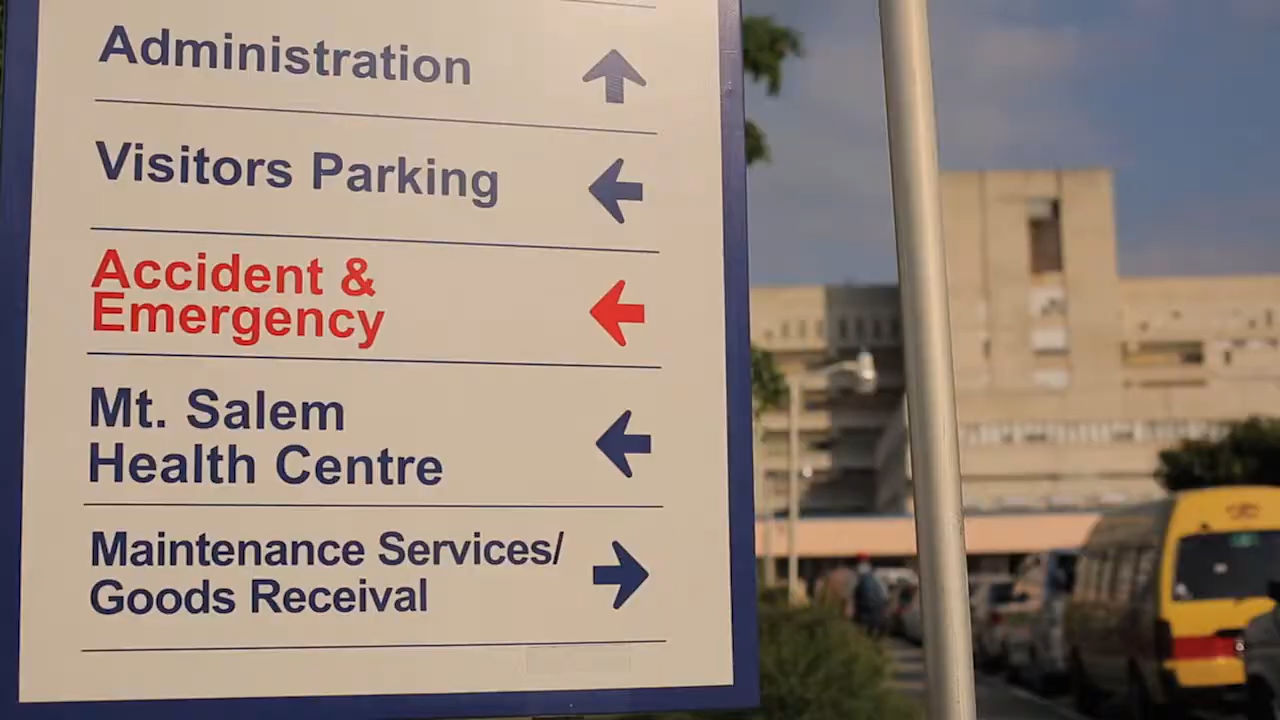 Administration
Visitors Parking
Accident &
Emergency
Mt. Salem
Health Centre
Maintenance Services/
Goods Receival